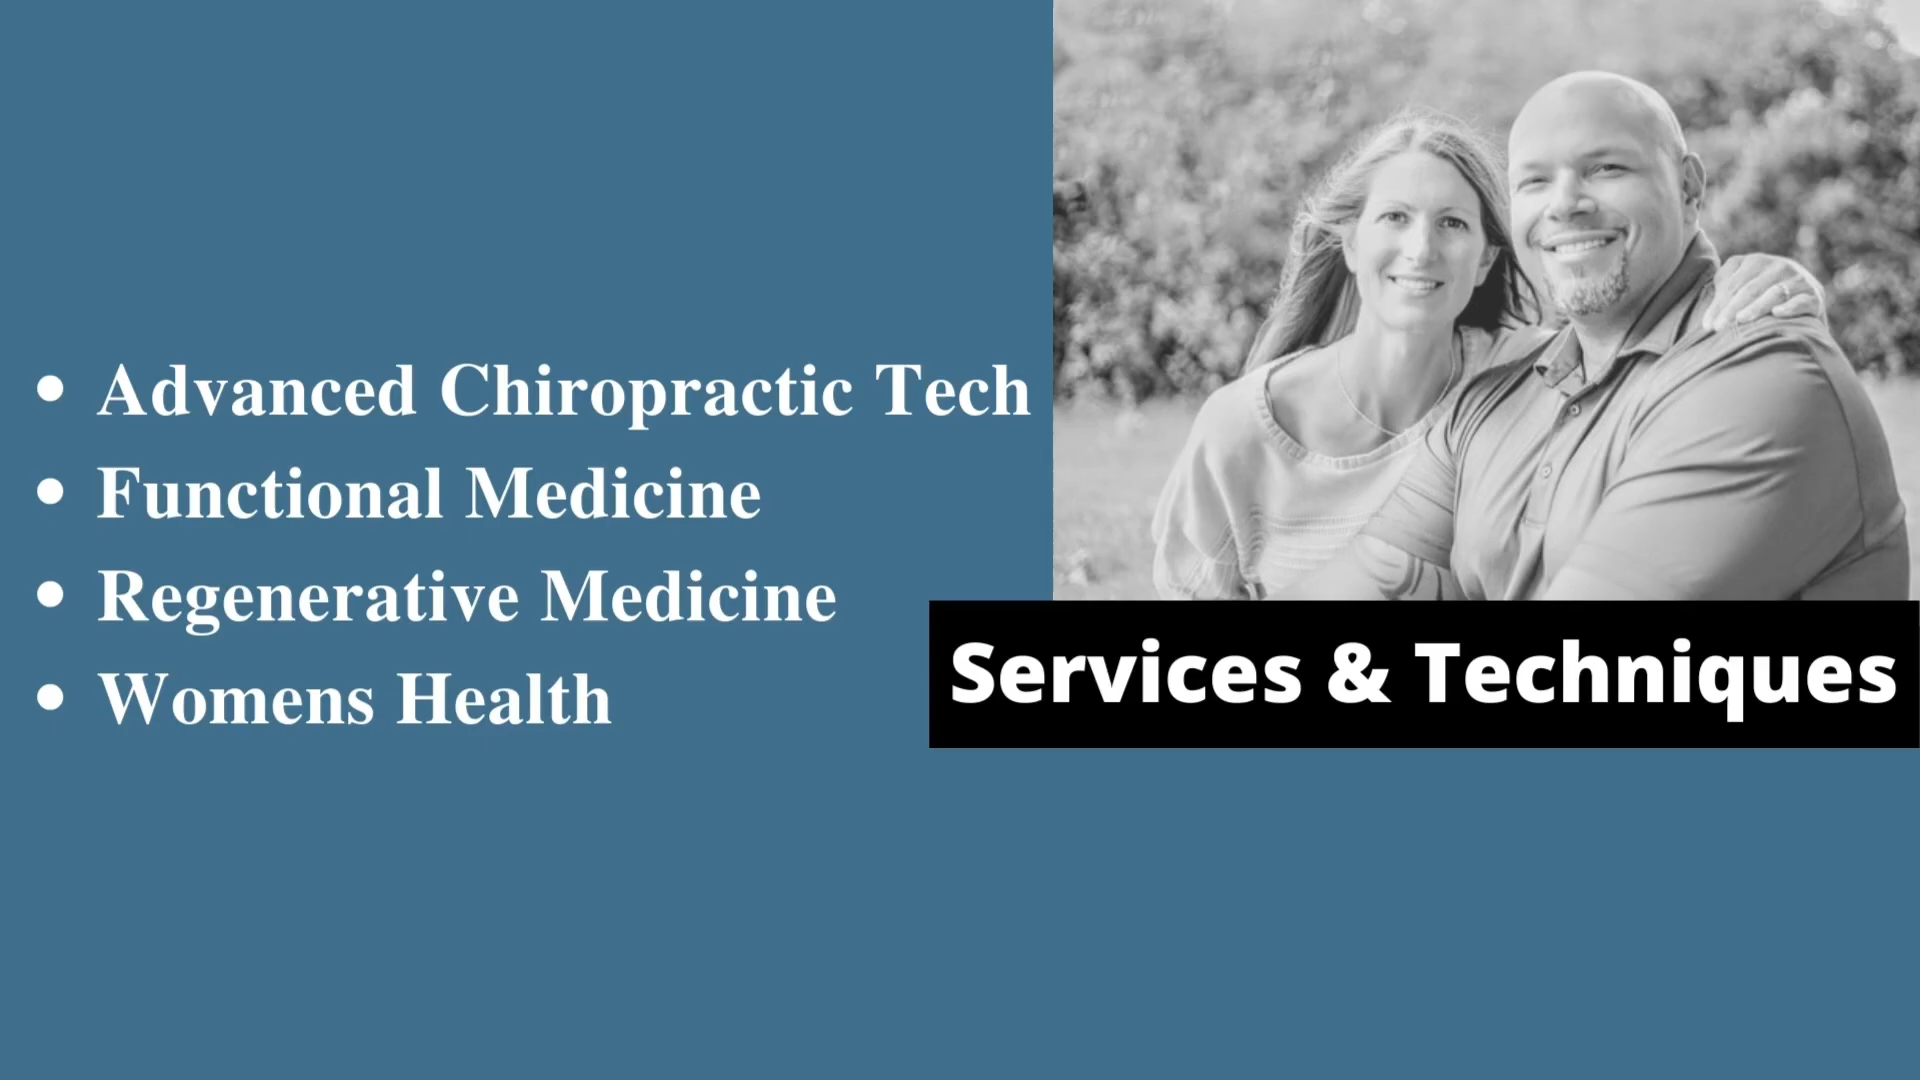 • Advanced Chiropractic Tech
• Functional Medicine
• Regenerative Medicine
• Womens Health
Services & Techniques